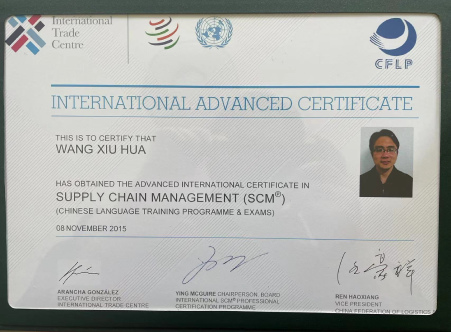 International
Trade
Centre
CFLP
INTERNATIONAL ADVANCED CERTIFICATE
THIS IS TO CERTIFY THAT
WANG XIU HUA
HAS OBTAINED THE ADVANCED INTERNATIONAL CERTIFICATE IN
SUPPLY CHAIN MANAGEMENT (SCM®)
(CHINESE LANGUAGE TRAINING PROGRAMME & EXAMS)
08 NOVEMBER 2015
ARANCHA GONZÁLEZ
EXECUTIVE DIRECTOR
INTERNATIONAL TRADE CENTRE
YING MCGUIRE CHAIRPERSON, BOARD
INTERNATIONAL SCM® PROFESSIONAL
CERTIFICATION PROGRAMME
REN HAOXIANG
VICE PRESIDENT
CHINA FEDERATION OF LOGISTICS